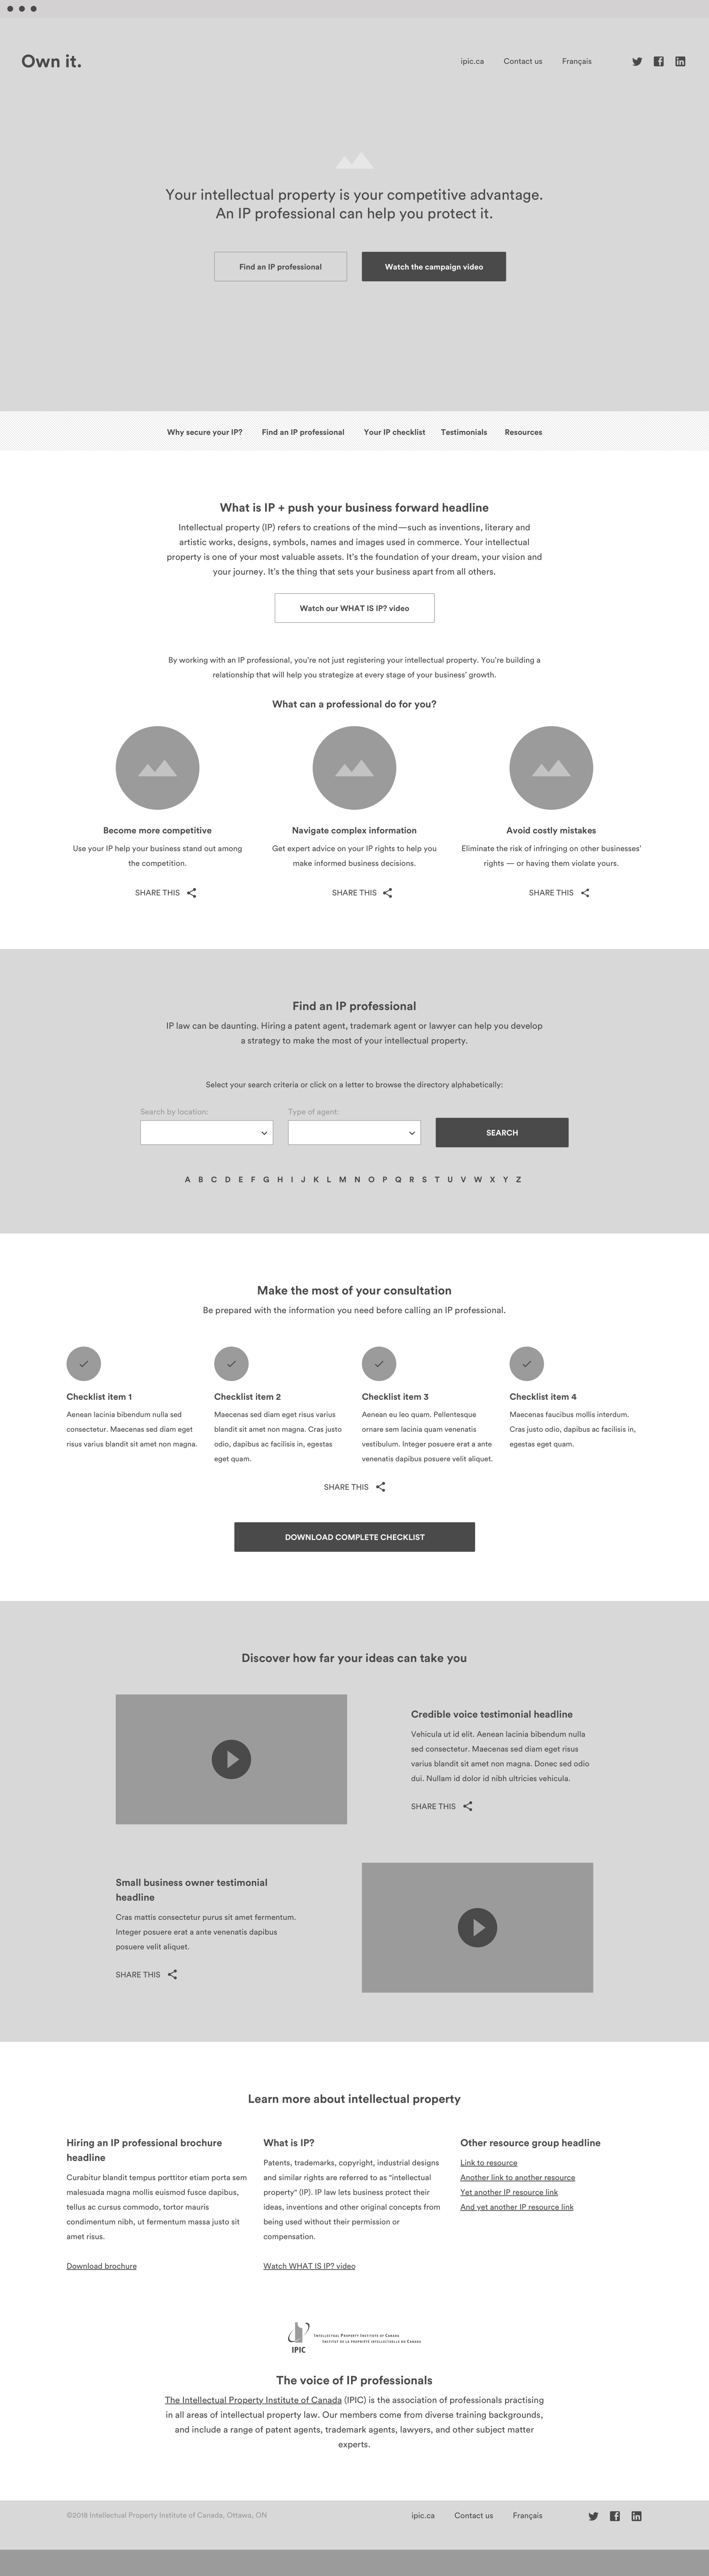 Own it.
ipic.ca Contact us Français
Your intellectual property is your competitive advantage.
An IP professional can help you protect it.
Find an IP professional
Watch the campaign video
Why secure your IP? Find an IP professional Your IP checklist Testimonials Resources
What is IP + push your business forward headline
Intellectual property (IP) refers to creations of the mind—such as inventions, literary and
artistic works, designs, symbols, names and images used in commerce. Your intellectual
property is one of your most valuable assets. It's the foundation of your dream, your vision and
your journey. It's the thing that sets your business apart from all others.
Watch our WHAT IS IP? video
By working with an IP professional, you're not just registering your intellectual property. You're building a
relationship that will help you strategize at every stage of your business' growth.
What can a professional do for you?
Become more competitive
Use your IP help your business stand out among
the competition.
SHARE THIS
Navigate complex information
Get expert advice on your IP rights to help you
make informed business decisions.
SHARE THIS
Avoid costly mistakes
Eliminate the risk of infringing on other businesses'
rights — or having them violate yours.
SHARE THIS
Find an IP professional
IP law can be daunting. Hiring a patent agent, trademark agent or lawyer can help you develop
a strategy to make the most of your intellectual property.
Select your search criteria or click on a letter to browse the directory alphabetically:
Search by location:
Type of agent:
SEARCH
A B C D E F G H I J K L M N O P Q R S T U V W X Y Z
Make the most of your consultation
Be prepared with the information you need before calling an IP professional.
Checklist item 1
Aenean lacinia bibendum nulla sed
consectetur. Maecenas sed diam eget
risus varius blandit sit amet non magna.
Checklist item 2
Maecenas sed diam eget risus varius
blandit sit amet non magna. Cras justo
odio, dapibus ac facilisis in, egestas
eget quam.
Checklist item 3
Aenean eu leo quam. Pellentesque
ornare sem lacinia quam venenatis
vestibulum. Integer posuere erat a ante
venenatis dapibus posuere velit aliquet.
Checklist item 4
Maecenas faucibus mollis interdum.
Cras justo odio, dapibus ac facilisis in,
egestas eget quam.
SHARE THIS
DOWNLOAD COMPLETE CHECKLIST
Discover how far your ideas can take you
Credible voice testimonial headline
Vehicula ut id elit. Aenean lacinia bibendum nulla
sed consectetur. Maecenas sed diam eget risus
varius blandit sit amet non magna. Donec sed odio
dui. Nullam id dolor id nibh ultricies vehicula.
SHARE THIS
Small business owner testimonial
headline
Cras mattis consectetur purus sit amet fermentum.
Integer posuere erat a ante venenatis dapibus
posuere velit aliquet.
SHARE THIS
Learn more about intellectual property
Hiring an IP professional brochure
headline
Curabitur blandit tempus porttitor etiam porta sem
malesuada magna mollis euismod fusce dapibus,
tellus ac cursus commodo, tortor mauris
condimentum nibh, ut fermentum massa justo sit
amet risus.
Download brochure
What is IP?
Patents, trademarks, copyright, industrial designs
and similar rights are referred to as "intellectual
property" (IP). IP law lets business protect their
ideas, inventions and other original concepts from
being used without their permission or
compensation.
Watch WHAT IS IP? video
Other resource group headline
Link to resource
Another link to another resource
Yet another IP resource link
And yet another IP resource link
IPIC
Intellectual Property Institute of Canada
Institut de la propriété intellectuelle du Canada
The voice of IP professionals
The Intellectual Property Institute of Canada (IPIC) is the association of professionals practising
in all areas of intellectual property law. Our members come from diverse training backgrounds,
and include a range of patent agents, trademark agents, lawyers, and other subject matter
experts.
©2018 Intellectual Property Institute of Canada, Ottawa, ON
ipic.ca Contact us Français